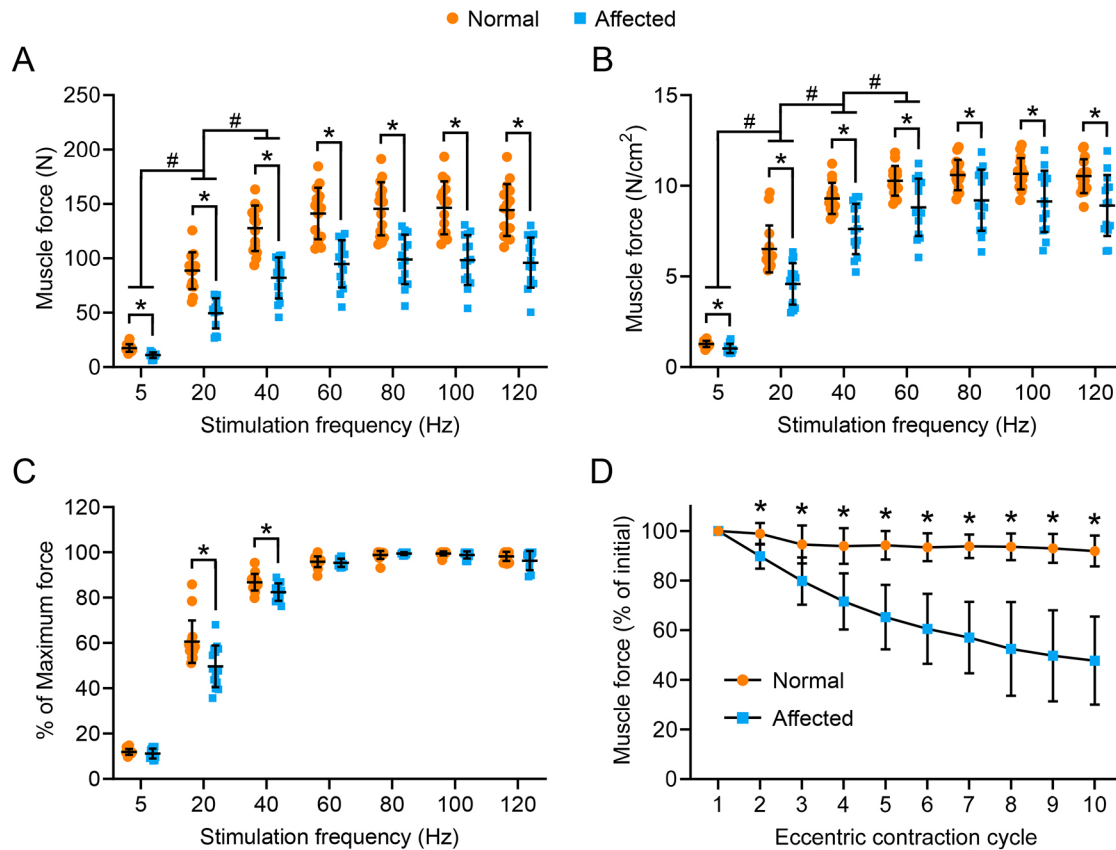 Normal Affected
A
Muscle force (N)
250
200
150
100
50
0
# #
* * * * * * *
5 20 40 60 80 100 120
Stimulation frequency (Hz)
B
Muscle force (N/cm²)
15
10
5
0
# # #
* * * * * * *
5 20 40 60 80 100 120
Stimulation frequency (Hz)
C
% of Maximum force
120
100
80
60
40
20
0
* *
5 20 40 60 80 100 120
Stimulation frequency (Hz)
D
Muscle force (% of initial)
100
80
60
40
20
0
* * * * * * * * *
Normal
Affected
1 2 3 4 5 6 7 8 9 10
Eccentric contraction cycle